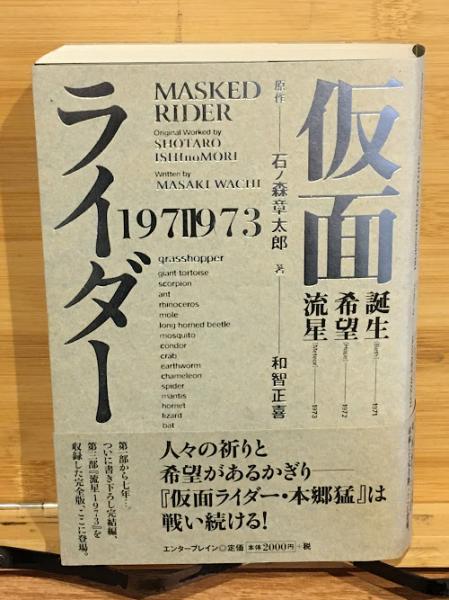 仮面
ライダー
原作──石ノ森章太郎 著──和智正喜
MASKED
RIDER
Original Worked by
SHOTARO
ISHInoMORI
Written by
MASAKI WACHI
1971 1973
誕生 [Birth]──1971
希望 [Hope]──1972
流星 [Meteor]──1973
grasshopper
giant tortoise
scorpion
ant
rhinoceros
mole
long horned beetle
mosquito
condor
crab
earthworm
chameleon
spider
mantis
hornet
lizard
bat
人々の祈りと
希望があるかぎり──
『仮面ライダー・本郷猛』は
戦い続ける!
第一部から七年…。
ついに書き下ろし完結編、
第三部『流星1973』を
収録した完全版、ここに登場。
エンターブレイン◎定価 本体2000円 +税